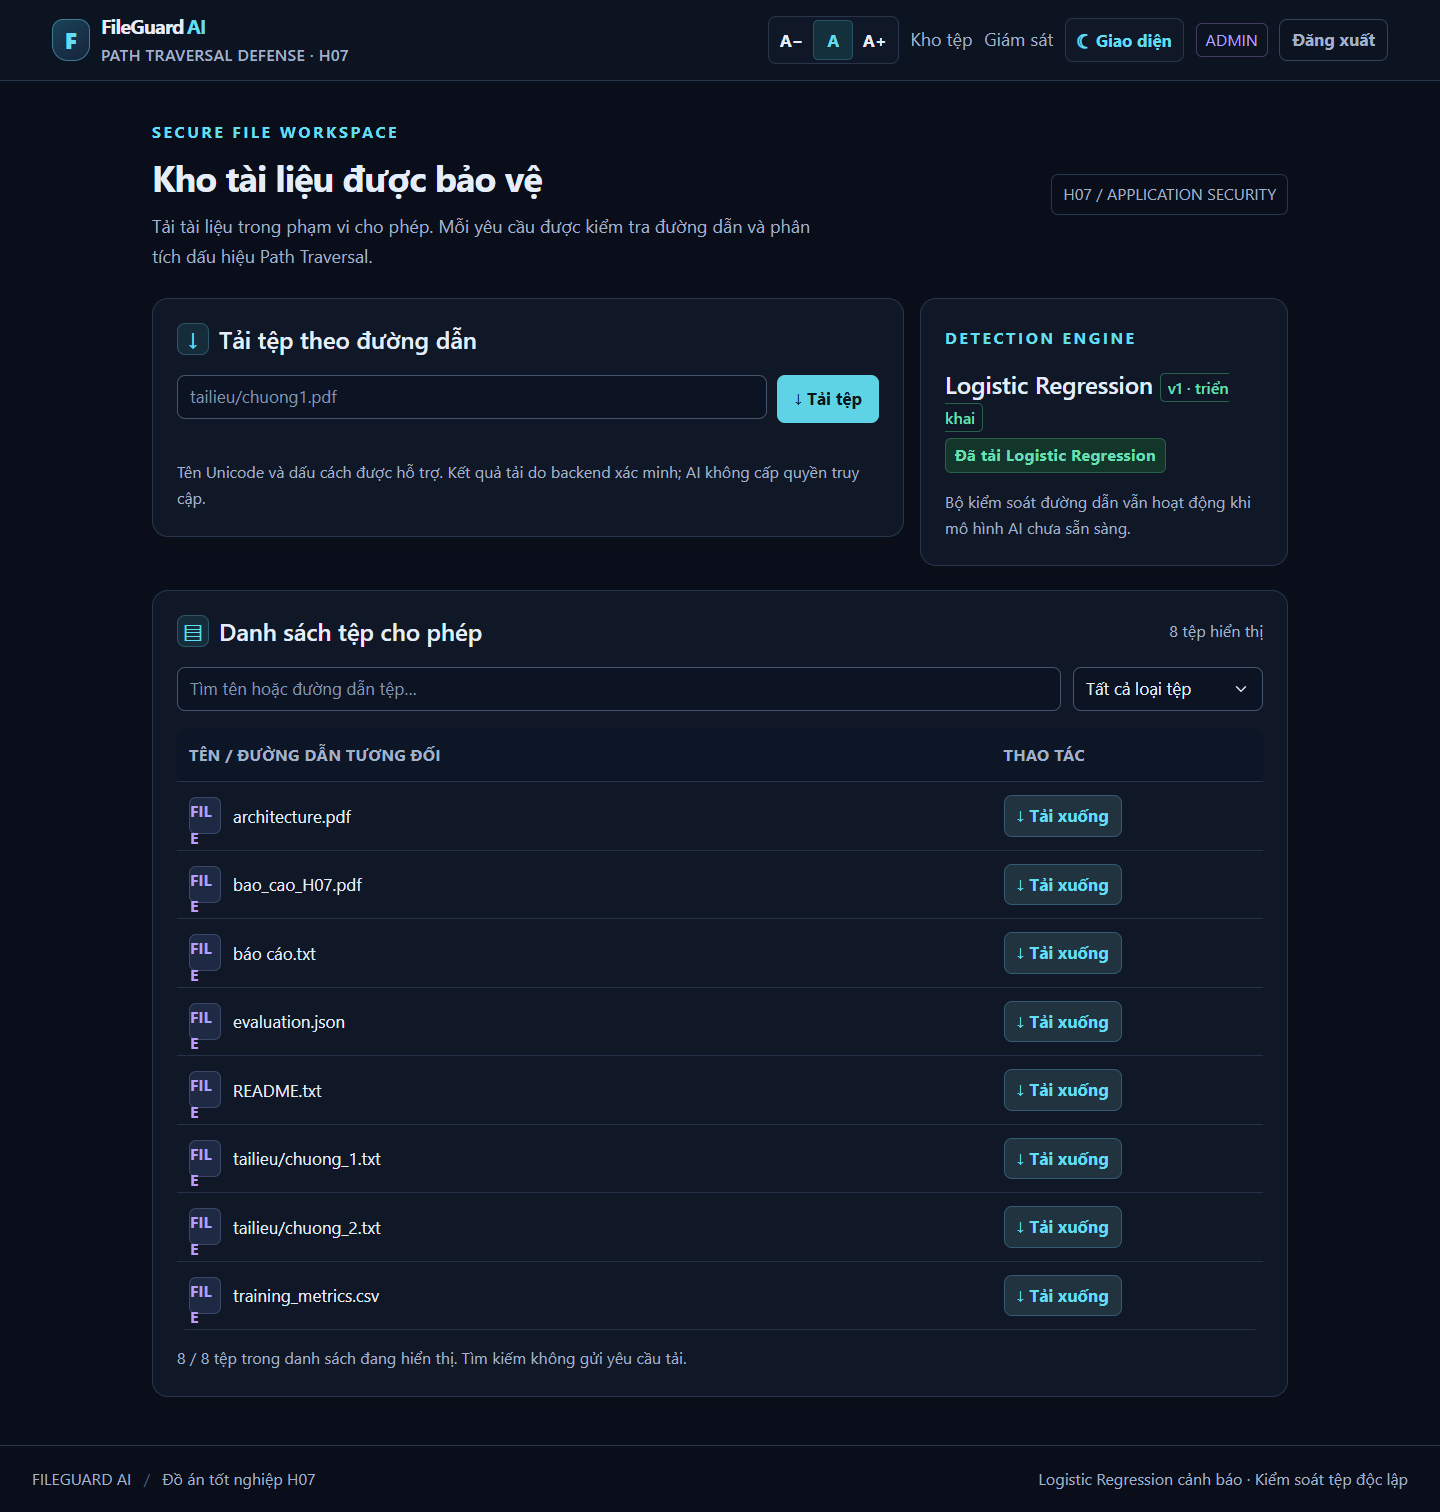 F
FileGuard AI
PATH TRAVERSAL DEFENSE · H07
A− A A+ Kho tệp Giám sát ☾ Giao diện ADMIN Đăng xuất
SECURE FILE WORKSPACE
Kho tài liệu được bảo vệ
H07 / APPLICATION SECURITY
Tải tài liệu trong phạm vi cho phép. Mỗi yêu cầu được kiểm tra đường dẫn và phân
tích dấu hiệu Path Traversal.
↓ Tải tệp theo đường dẫn
tailieu/chuong1.pdf
↓ Tải tệp
Tên Unicode và dấu cách được hỗ trợ. Kết quả tải do backend xác minh; AI không cấp quyền truy
cập.
DETECTION ENGINE
Logistic Regression v1 · triển
khai
Đã tải Logistic Regression
Bộ kiểm soát đường dẫn vẫn hoạt động khi
mô hình AI chưa sẵn sàng.
▤ Danh sách tệp cho phép
8 tệp hiển thị
Tìm tên hoặc đường dẫn tệp...
Tất cả loại tệp
TÊN / ĐƯỜNG DẪN TƯƠNG ĐỐI THAO TÁC
FIL
E
architecture.pdf ↓ Tải xuống
FIL
E
bao_cao_H07.pdf ↓ Tải xuống
FIL
E
báo cáo.txt ↓ Tải xuống
FIL
E
evaluation.json ↓ Tải xuống
FIL
E
README.txt ↓ Tải xuống
FIL
E
tailieu/chuong_1.txt ↓ Tải xuống
FIL
E
tailieu/chuong_2.txt ↓ Tải xuống
FIL
E
training_metrics.csv ↓ Tải xuống
8 / 8 tệp trong danh sách đang hiển thị. Tìm kiếm không gửi yêu cầu tải.
FILEGUARD AI / Đồ án tốt nghiệp H07
Logistic Regression cảnh báo · Kiểm soát tệp độc lập